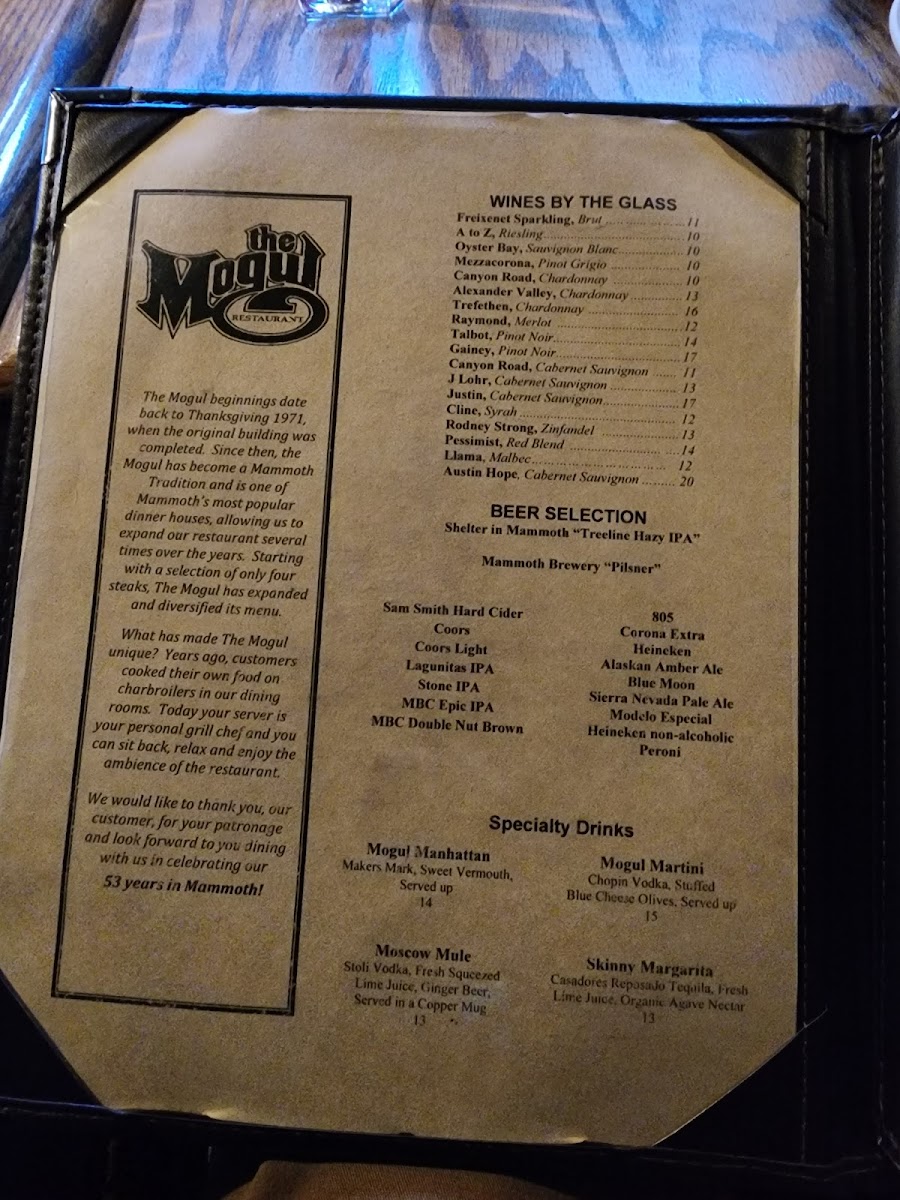 the
Mogul
RESTAURANT
The Mogul beginnings date
back to Thanksgiving 1971,
when the original building was
completed. Since then, the
Mogul has become a Mammoth
Tradition and is one of
Mammoth's most popular
dinner houses, allowing us to
expand our restaurant several
times over the years. Starting
with a selection of only four
steaks, The Mogul has expanded
and diversified its menu.
What has made The Mogul
unique? Years ago, customers
cooked their own food on
charbroilers in our dining
rooms. Today your server is
your personal grill chef and you
can sit back, relax and enjoy the
ambience of the restaurant.
We would like to thank you, our
customer, for your patronage
and look forward to you dining
with us in celebrating our
53 years in Mammoth!
WINES BY THE GLASS
Freixenet Sparkling, Brut ..................... 11
A to Z, Riesling..................................... 10
Oyster Bay, Sauvignon Blanc................. 10
Mezzacorona, Pinot Grigio ................... 10
Canyon Road, Chardonnay ................... 10
Alexander Valley, Chardonnay .............. 13
Trefethen, Chardonnay ......................... 16
Raymond, Merlot .................................. 12
Talbot, Pinot Noir.................................. 14
Gainey, Pinot Noir................................. 17
Canyon Road, Cabernet Sauvignon ...... 11
J Lohr, Cabernet Sauvignon .................. 13
Justin, Cabernet Sauvignon.................... 17
Cline, Syrah .......................................... 12
Rodney Strong, Zinfandel ..................... 13
Pessimist, Red Blend ............................ 14
Llama, Malbec...................................... 12
Austin Hope, Cabernet Sauvignon ......... 20
BEER SELECTION
Shelter in Mammoth “Treeline Hazy IPA”
Mammoth Brewery “Pilsner”
Sam Smith Hard Cider
Coors
Coors Light
Lagunitas IPA
Stone IPA
MBC Epic IPA
MBC Double Nut Brown
805
Corona Extra
Heineken
Alaskan Amber Ale
Blue Moon
Sierra Nevada Pale Ale
Modelo Especial
Heineken non-alcoholic
Peroni
Specialty Drinks
Mogul Manhattan
Makers Mark, Sweet Vermouth,
Served up
14
Mogul Martini
Chopin Vodka, Stuffed
Blue Cheese Olives, Served up
15
Moscow Mule
Stoli Vodka, Fresh Squeezed
Lime Juice, Ginger Beer,
Served in a Copper Mug
13
Skinny Margarita
Casadores Reposado Tequila, Fresh
Lime Juice, Organic Agave Nectar
13